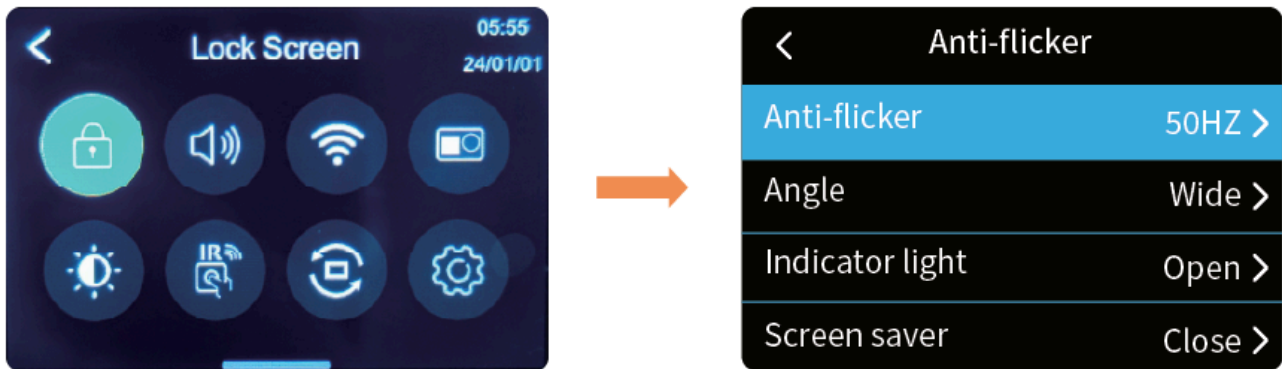 Lock Screen
05:55
24/01/01
IR
Anti-flicker
Anti-flicker 50HZ
Angle Wide
Indicator light Open
Screen saver Close